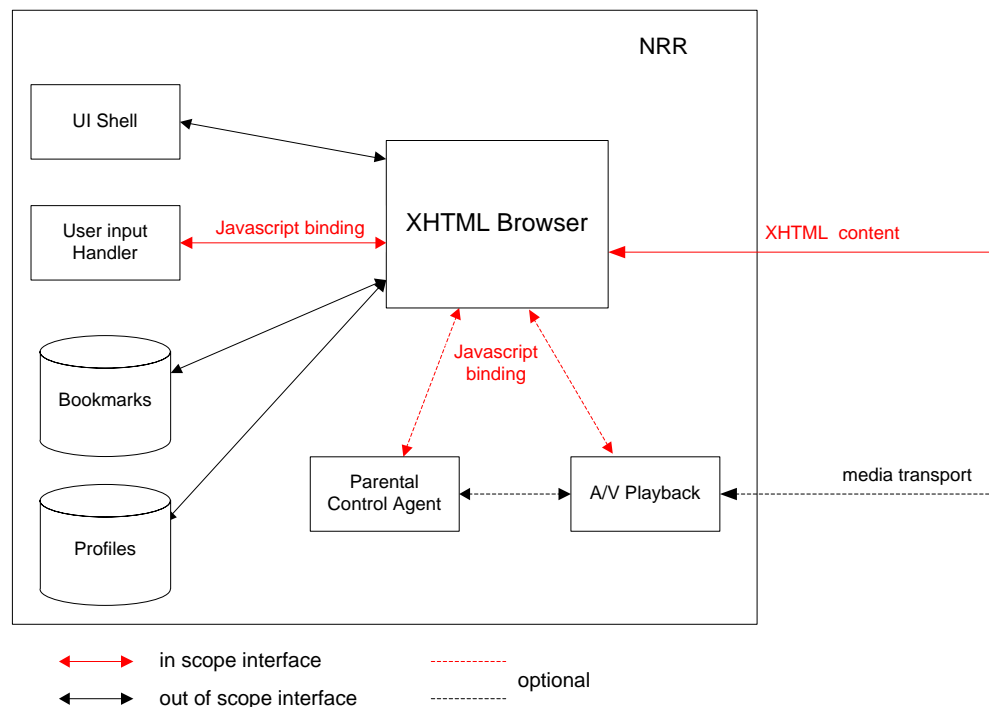 NRR
UI Shell
XHTML Browser
User input
Handler
Javascript binding
XHTML content
Javascript
binding
Bookmarks
Parental
Control Agent
A/V Playback
media transport
Profiles
in scope interface
optional
out of scope interface